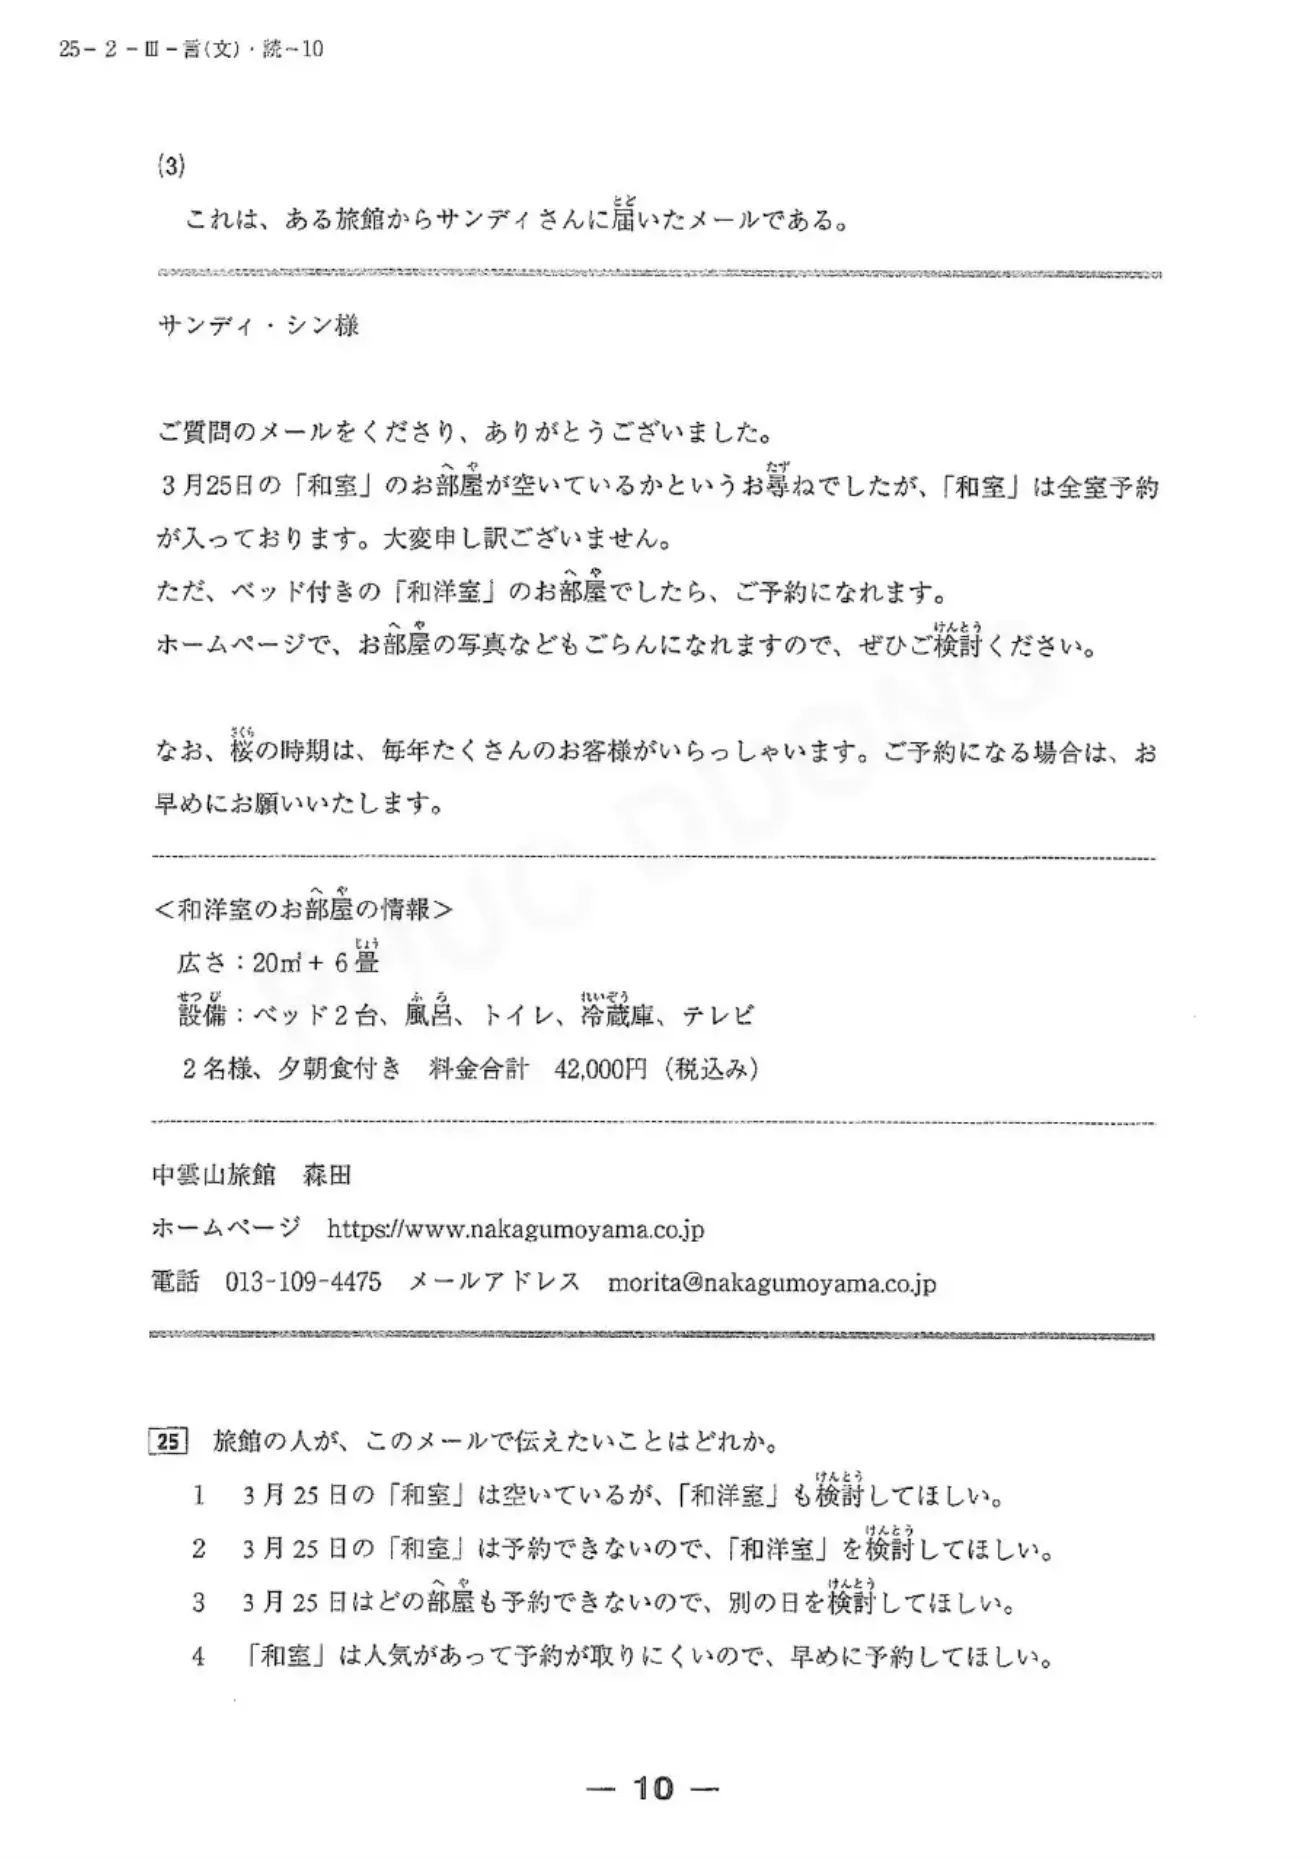 25-2-Ⅲ-言(文)・読-10
(3)
これは、ある旅館からサンディさんに届いたメールである。
サンディ・シン様
ご質問のメールをくださり、ありがとうございました。
3月25日の「和室」のお部屋が空いているかというお尋ねでしたが、「和室」は全室予約
が入っております。大変申し訳ございません。
ただ、ベッド付きの「和洋室」のお部屋でしたら、ご予約になれます。
ホームページで、お部屋の写真などもごらんになれますので、ぜひご検討ください。
なお、桜の時期は、毎年たくさんのお客様がいらっしゃいます。ご予約になる場合は、お
早めにお願いいたします。
＜和洋室のお部屋の情報＞
広さ：20㎡＋6畳
設備：ベッド2台、風呂、トイレ、冷蔵庫、テレビ
2名様、夕朝食付き　料金合計　42,000円（税込み）
中雲山旅館　森田
ホームページ　https://www.nakagumoyama.co.jp
電話　013-109-4475　メールアドレス　morita@nakagumoyama.co.jp
25　旅館の人が、このメールで伝えたいことはどれか。
1　3月25日の「和室」は空いているが、「和洋室」も検討してほしい。
2　3月25日の「和室」は予約できないので、「和洋室」を検討してほしい。
3　3月25日はどの部屋も予約できないので、別の日を検討してほしい。
4　「和室」は人気があって予約が取りにくいので、早めに予約してほしい。
— 10 —